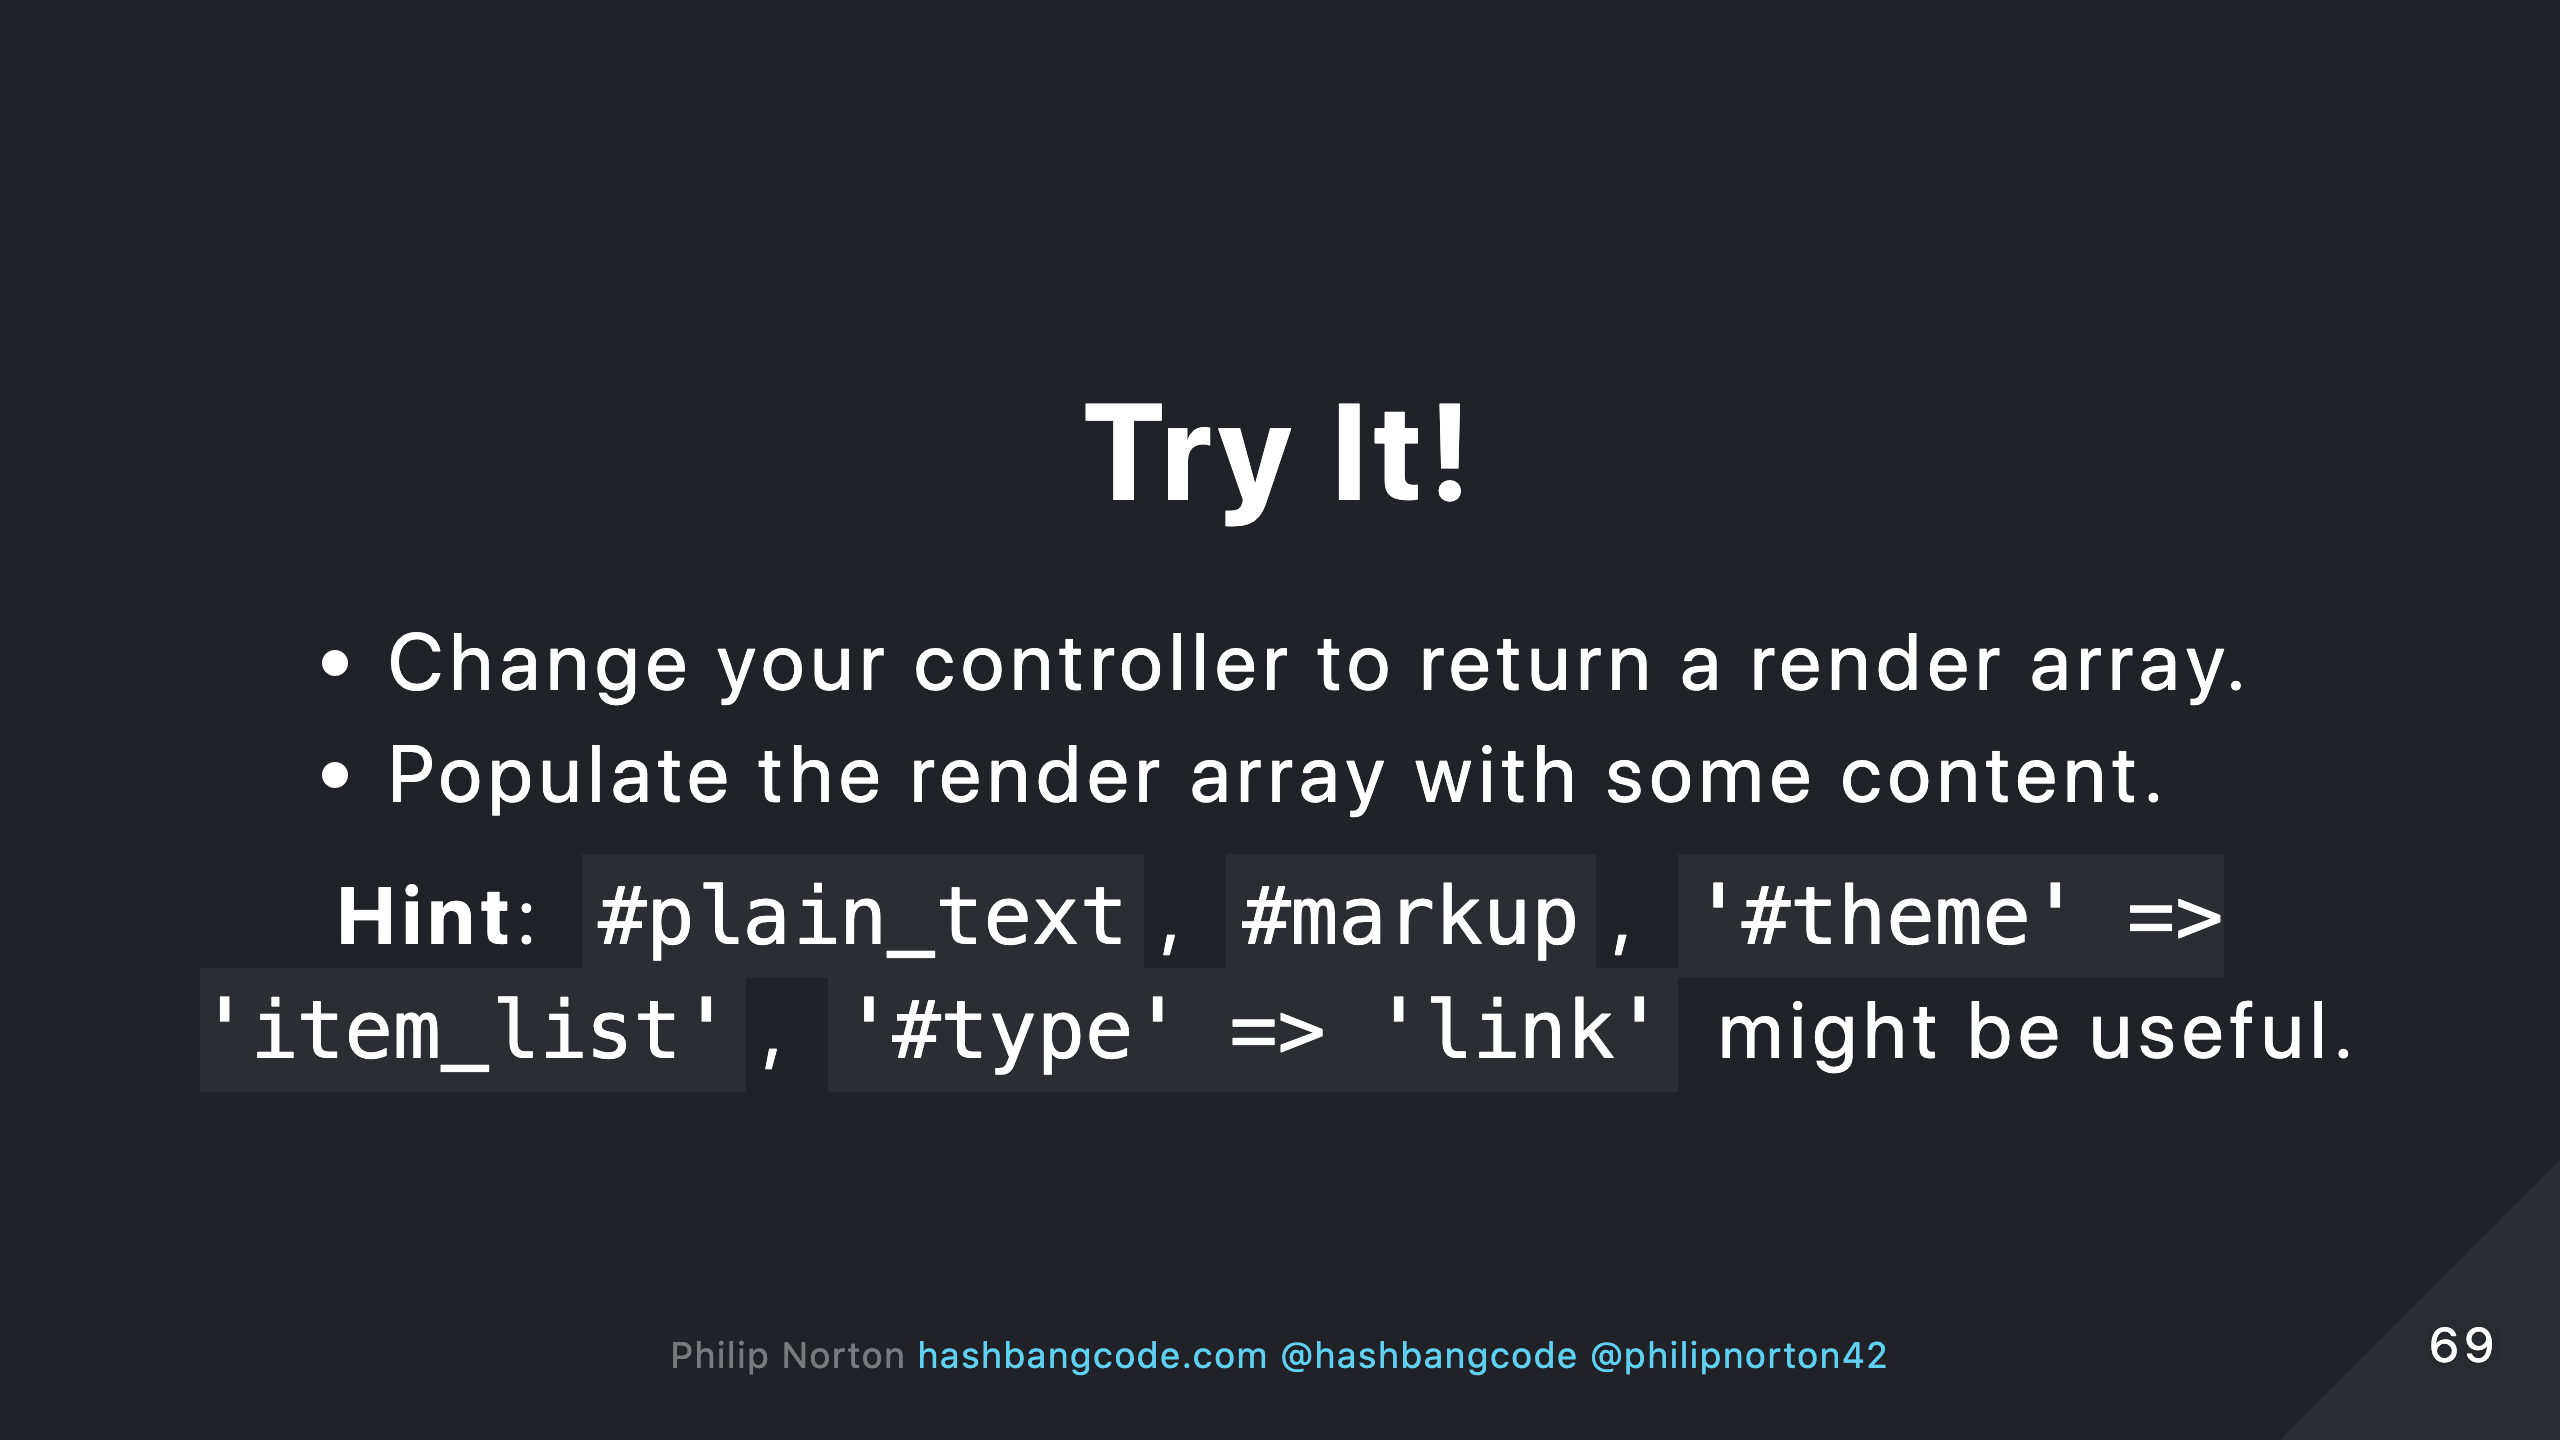 Try It!
• Change your controller to return a render array.
• Populate the render array with some content.
Hint: #plain_text, #markup, '#theme' =>
'item_list', '#type' => 'link' might be useful.
Philip Norton hashbangcode.com @hashbangcode @philipnorton42
69